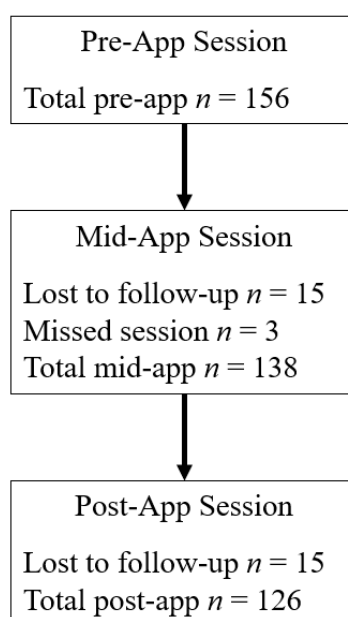 Pre-App Session
Total pre-app n = 156
Mid-App Session
Lost to follow-up n = 15
Missed session n = 3
Total mid-app n = 138
Post-App Session
Lost to follow-up n = 15
Total post-app n = 126